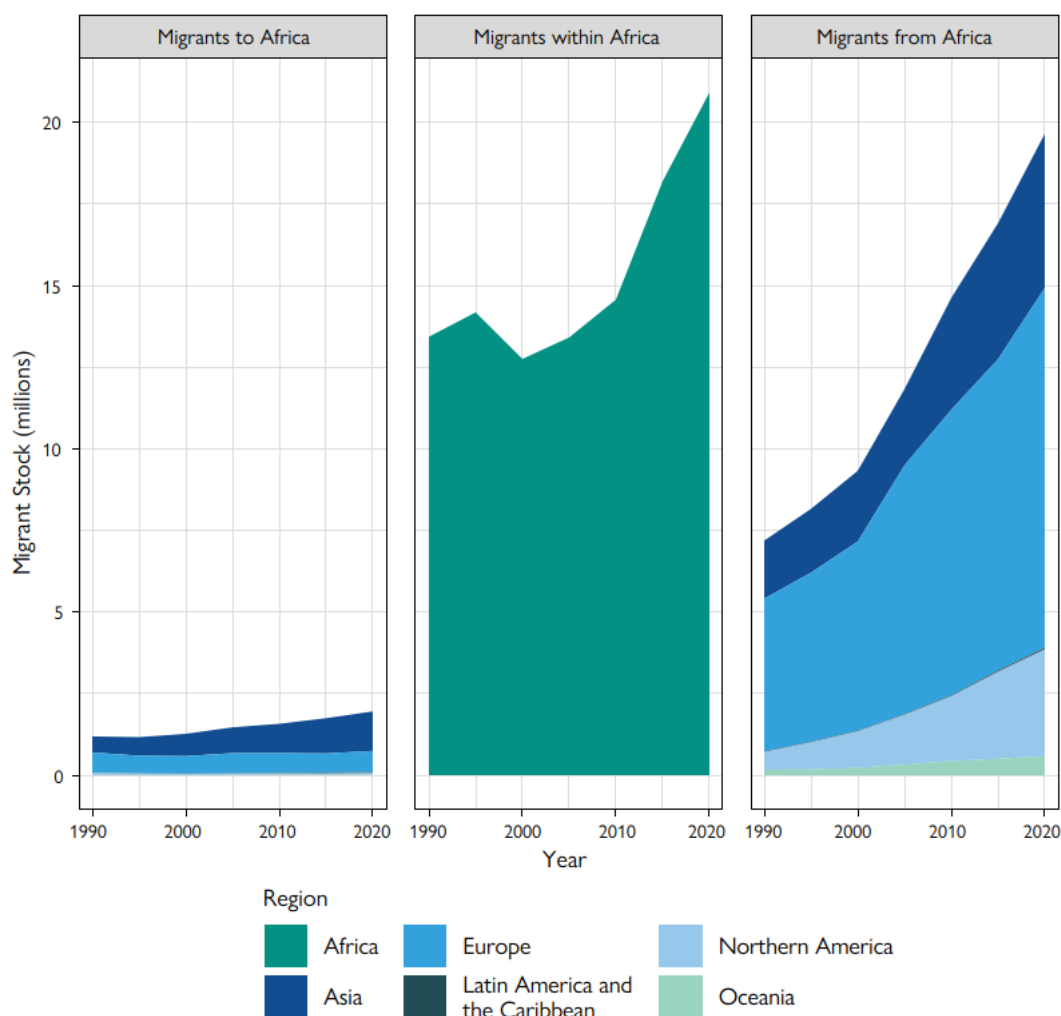 Migrants to Africa
Migrants within Africa
Migrants from Africa
Migrant Stock (millions)
20
15
10
5
0
1990 2000 2010 2020
1990 2000 2010 2020
1990 2000 2010 2020
Year
Region
Africa
Europe
Northern America
Asia
Latin America and
the Caribbean
Oceania